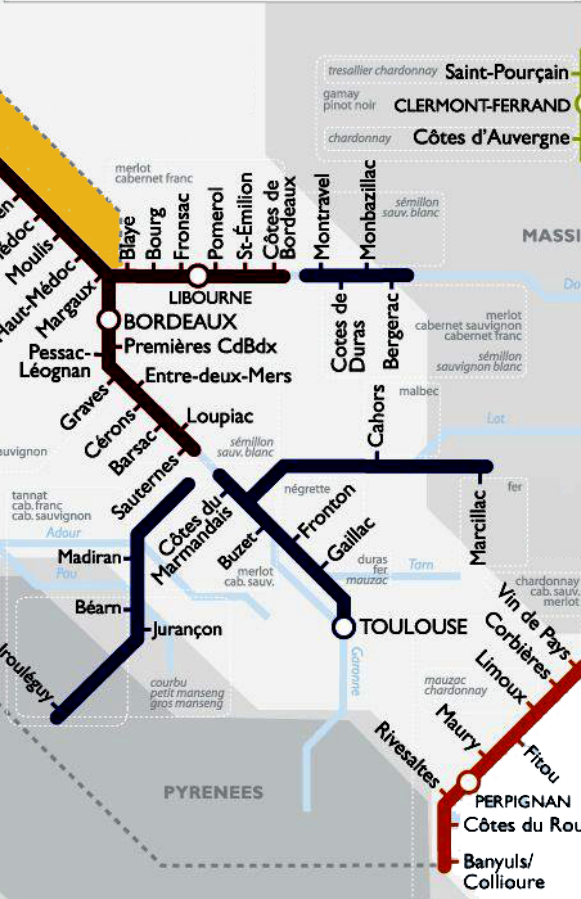 tresallier chardonnay
Saint-Pourçain
gamay
pinot noir
CLERMONT-FERRAND
chardonnay
Côtes d'Auvergne
merlot
cabernet franc
Blaye
Bourg
Fronsac
Pomerol
St-Émilion
Côtes de
Bordeaux
Montravel
Monbazillac
sémillon
sauv. blanc
Moulis
Haut-Médoc
Margaux
LIBOURNE
BORDEAUX
Premières CdBdx
Pessac-
Léognan
Entre-deux-Mers
Graves
Cérons
Barsac
Sauternes
Loupiac
sémillon
sauv. blanc
Cotes de
Duras
Bergerac
merlot
cabernet sauvignon
cabernet franc
sémillon
sauvignon blanc
malbec
Cahors
Lot
fer
Marcillac
négrette
Côtes du
Marmandais
Buzet
Fronton
Gaillac
merlot
cab. sauv.
duras
fer
mauzac
Tarn
TOULOUSE
Garonne
tannat
cab. franc
cab. sauvignon
Adour
Pau
Madiran
Béarn
Jurançon
Irouléguy
courbu
petit manseng
gros manseng
PYRENEES
chardonnay
cab. sauv.
merlot
Vin de Pays
Corbières
Limoux
Maury
Rivesaltes
Fitou
mauzac
chardonnay
PERPIGNAN
Côtes du Rou
Banyuls/
Collioure